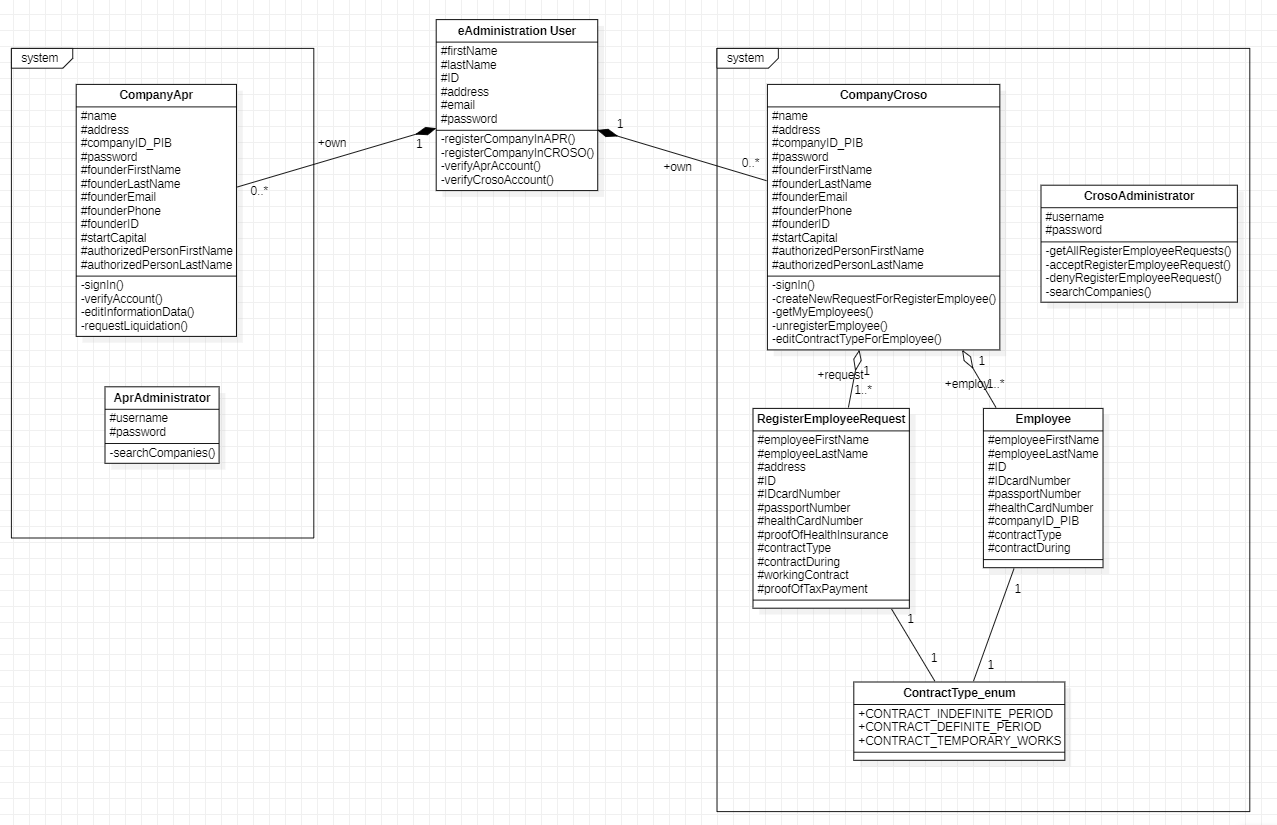 eAdministration User
#firstName
#lastName
#ID
#address
#email
#password
-registerCompanyInAPR()
-registerCompanyInCROSO()
-verifyAprAccount()
-verifyCrosoAccount()
system
CompanyApr
#name
#address
#companyID_PIB
#password
#founderFirstName
#founderLastName
#founderEmail
#founderPhone
#founderID
#startCapital
#authorizedPersonFirstName
#authorizedPersonLastName
-signIn()
-verifyAccount()
-editInformationData()
-requestLiquidation()
+own
1
0..*
AprAdministrator
#username
#password
-searchCompanies()
1
+own
0..*
system
CompanyCroso
#name
#address
#companyID_PIB
#password
#founderFirstName
#founderLastName
#founderEmail
#founderPhone
#founderID
#startCapital
#authorizedPersonFirstName
#authorizedPersonLastName
-signIn()
-createNewRequestForRegisterEmployee()
-getMyEmployees()
-unregisterEmployee()
-editContractTypeForEmployee()
CrosoAdministrator
#username
#password
-getAllRegisterEmployeeRequests()
-acceptRegisterEmployeeRequest()
-denyRegisterEmployeeRequest()
-searchCompanies()
+request
1
1..*
1
1..*
RegisterEmployeeRequest
#employeeFirstName
#employeeLastName
#address
#ID
#IDcardNumber
#passportNumber
#healthCardNumber
#proofOfHealthInsurance
#contractType
#contractDuring
#workingContract
#proofOfTaxPayment
Employee
#employeeFirstName
#employeeLastName
#ID
#IDcardNumber
#passportNumber
#healthCardNumber
#companyID_PIB
#contractType
#contractDuring
1
1
1
1
ContractType_enum
+CONTRACT_INDEFINITE_PERIOD
+CONTRACT_DEFINITE_PERIOD
+CONTRACT_TEMPORARY_WORKS